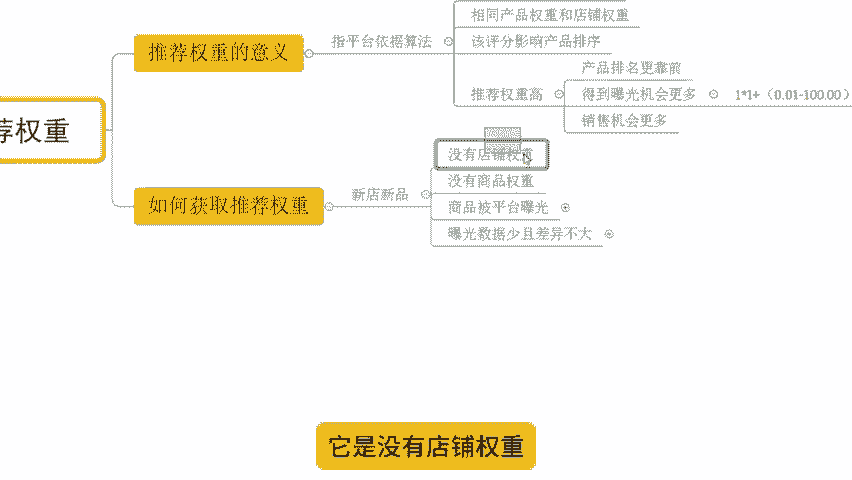 相同产品权重和店铺权重
推荐权重的意义
指平台依据算法
该评分影响产品排序
产品排名更靠前
推荐权重高
得到曝光机会更多
1*1+（0.01-100.00）
销售机会更多
荐权重
没有店铺权重
没有商品权重
如何获取推荐权重
新店新品
商品被平台曝光
曝光数据少且差异不大
它是没有店铺权重